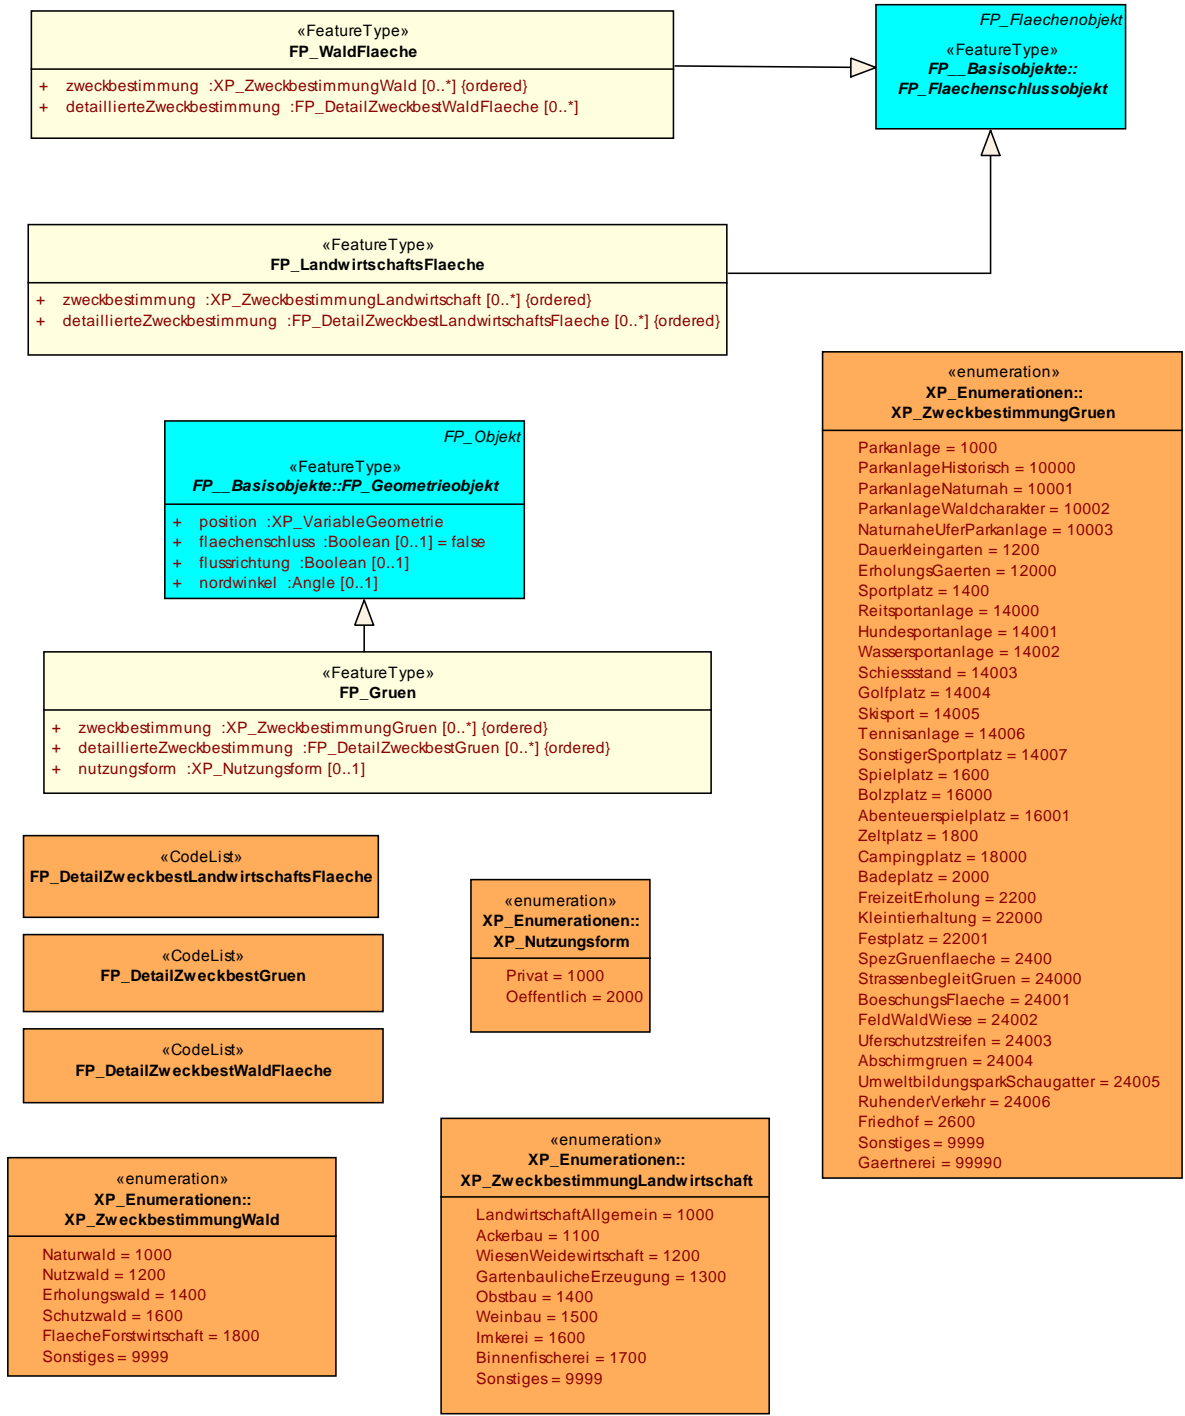 «FeatureType»
FP_WaldFlaeche
+ zweckbestimmung :XP_ZweckbestimmungWald [0..*] {ordered}
+ detaillierteZweckbestimmung :FP_DetailZweckbestWaldFlaeche [0..*]
FP_Flaechenobjekt
«FeatureType»
FP__Basisobjekte::
FP_Flaechenschlussobjekt
«FeatureType»
FP_LandwirtschaftsFlaeche
+ zweckbestimmung :XP_ZweckbestimmungLandwirtschaft [0..*] {ordered}
+ detaillierteZweckbestimmung :FP_DetailZweckbestLandwirtschaftsFlaeche [0..*] {ordered}
FP_Objekt
«FeatureType»
FP__Basisobjekte::FP_Geometrieobjekt
+ position :XP_VariableGeometrie
+ flaechenschluss :Boolean [0..1] = false
+ flussrichtung :Boolean [0..1]
+ nordwinkel :Angle [0..1]
«FeatureType»
FP_Gruen
+ zweckbestimmung :XP_ZweckbestimmungGruen [0..*] {ordered}
+ detaillierteZweckbestimmung :FP_DetailZweckbestGruen [0..*] {ordered}
+ nutzungsform :XP_Nutzungsform [0..1]
«enumeration»
XP_Enumerationen::
XP_ZweckbestimmungGruen
Parkanlage = 1000
ParkanlageHistorisch = 10000
ParkanlageNaturnah = 10001
ParkanlageWaldcharakter = 10002
NaturnaheUferParkanlage = 10003
Dauerkleingarten = 1200
ErholungsGaerten = 12000
Sportplatz = 1400
Reitsportanlage = 14000
Hundesportanlage = 14001
Wassersportanlage = 14002
Schiessstand = 14003
Golfplatz = 14004
Skisport = 14005
Tennisanlage = 14006
SonstigerSportplatz = 14007
Spielplatz = 1600
Bolzplatz = 16000
Abenteuerspielplatz = 16001
Zeltplatz = 1800
Campingplatz = 18000
Badeplatz = 2000
FreizeitErholung = 2200
Kleintierhaltung = 22000
Festplatz = 22001
SpezGruenflaeche = 2400
StrassenbegleitGruen = 24000
BoeschungsFlaeche = 24001
FeldWaldWiese = 24002
Uferschutzstreifen = 24003
Abschirmgruen = 24004
UmweltbildungsparkSchaugatter = 24005
RuhenderVerkehr = 24006
Friedhof = 2600
Sonstiges = 9999
Gaertnerei = 99990
«CodeList»
FP_DetailZweckbestLandwirtschaftsFlaeche
«CodeList»
FP_DetailZweckbestGruen
«CodeList»
FP_DetailZweckbestWaldFlaeche
«enumeration»
XP_Enumerationen::
XP_Nutzungsform
Privat = 1000
Oeffentlich = 2000
«enumeration»
XP_Enumerationen::
XP_ZweckbestimmungWald
Naturwald = 1000
Nutzwald = 1200
Erholungswald = 1400
Schutzwald = 1600
FlaecheForstwirtschaft = 1800
Sonstiges = 9999
«enumeration»
XP_Enumerationen::
XP_ZweckbestimmungLandwirtschaft
LandwirtschaftAllgemein = 1000
Ackerbau = 1100
WiesenWeidewirtschaft = 1200
GartenbaulicheErzeugung = 1300
Obstbau = 1400
Weinbau = 1500
Imkerei = 1600
Binnenfischerei = 1700
Sonstiges = 9999